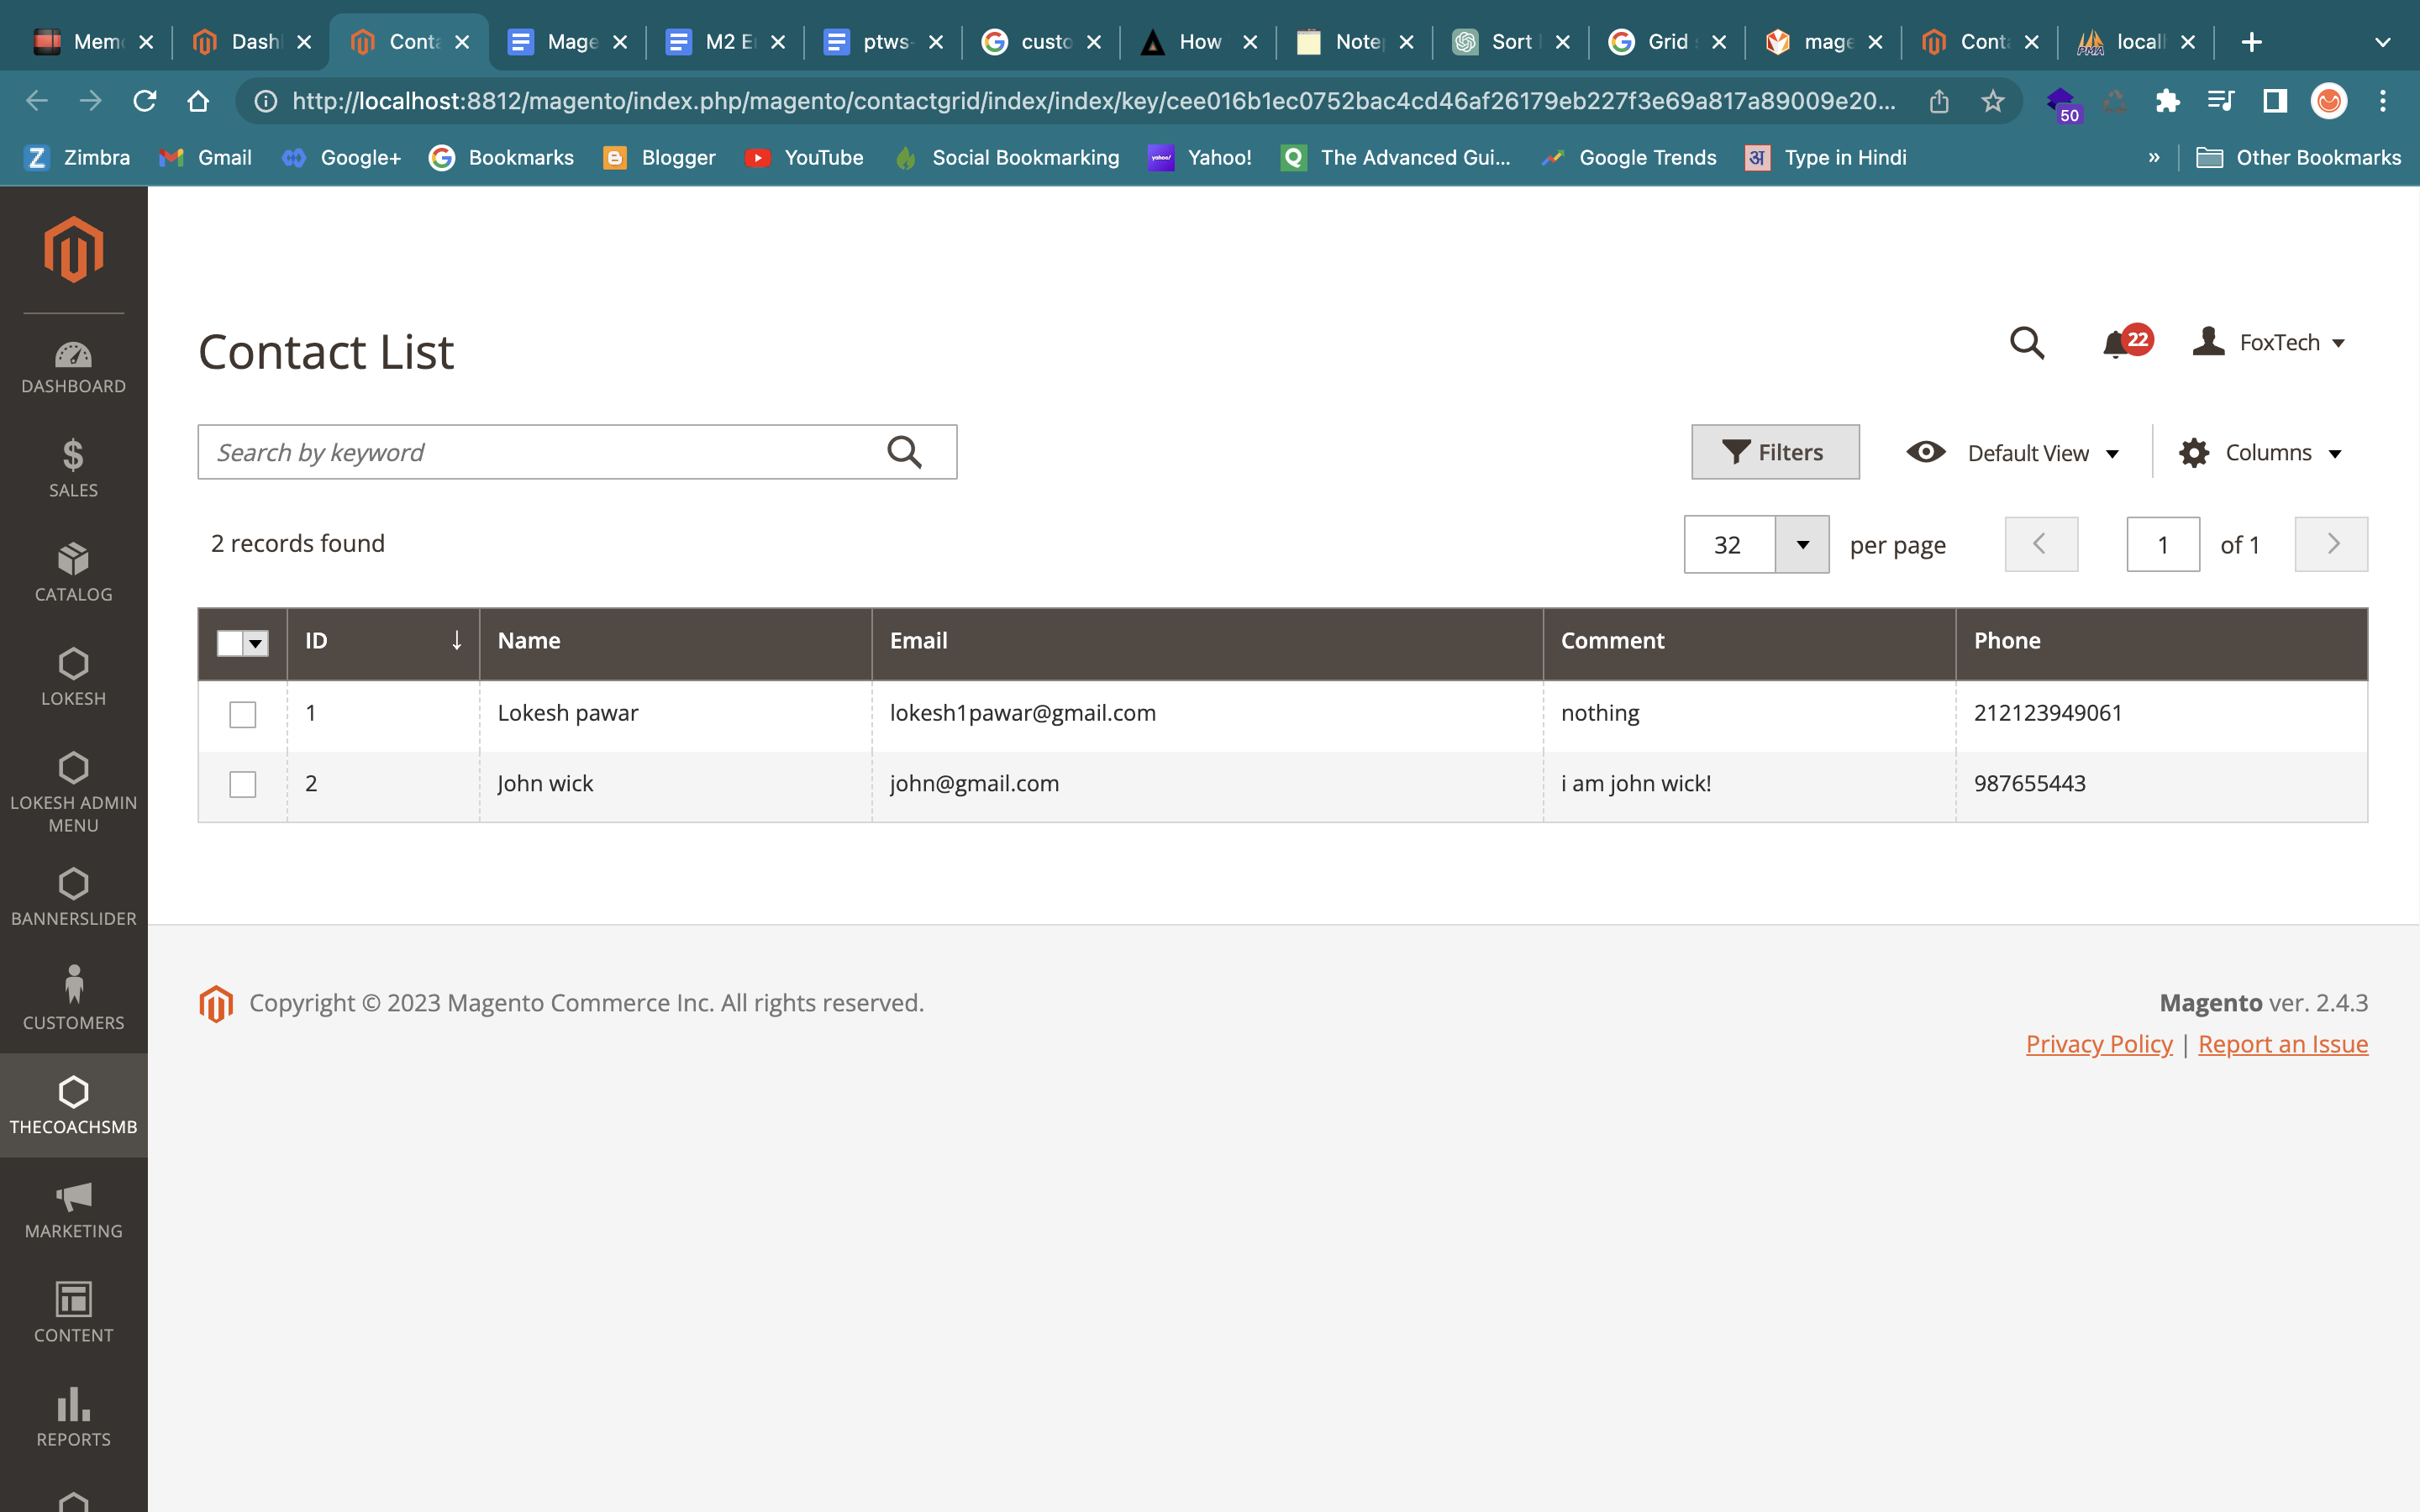 Mem
Dash
Conta
Mage
M2 E
ptws-
custo
How
Note
Sort
Grid
mage
Conta
locall
http://localhost:8812/magento/index.php/magento/contactgrid/index/index/key/cee016b1ec0752bac4cd46af26179eb227f3e69a817a89009e20...
50
Zimbra
Gmail
Google+
Bookmarks
Blogger
YouTube
Social Bookmarking
Yahoo!
The Advanced Gui...
Google Trends
Type in Hindi
»
Other Bookmarks
DASHBOARD
SALES
CATALOG
LOKESH
LOKESH ADMIN
MENU
BANNERSLIDER
CUSTOMERS
THECOACHSMB
MARKETING
CONTENT
REPORTS
Contact List
22
FoxTech
Search by keyword
Filters
Default View
Columns
2 records found
32
per page
1
of 1
ID ↓ Name Email Comment Phone
1 Lokesh pawar lokesh1pawar@gmail.com nothing 212123949061
2 John wick john@gmail.com i am john wick! 987655443
Copyright © 2023 Magento Commerce Inc. All rights reserved.
Magento ver. 2.4.3
Privacy Policy | Report an Issue